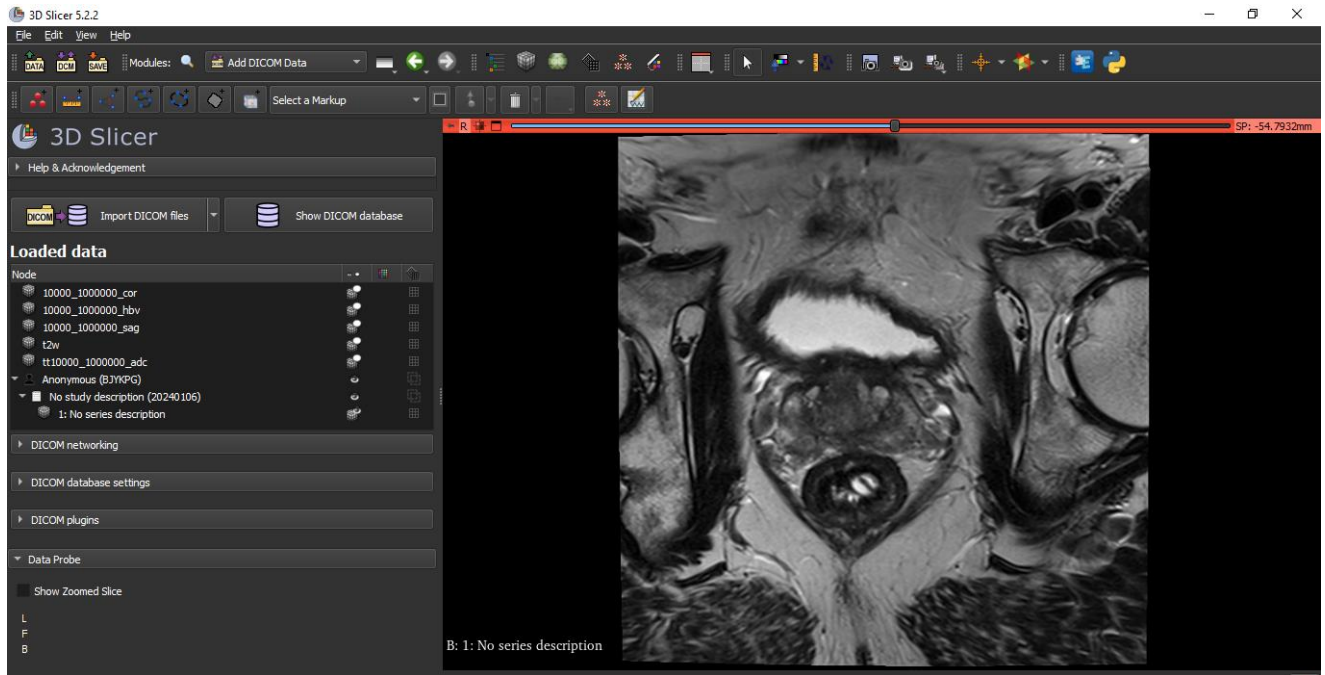 3D Slicer 5.2.2
File Edit View Help
DATA DCM SAVE Modules: Add DICOM Data
Select a Markup
R SP: -54.7932mm
3D Slicer
Help & Acknowledgement
DICOM Import DICOM files Show DICOM database
Loaded data
Node
10000_1000000_cor
10000_1000000_hbv
10000_1000000_sag
t2w
tt10000_1000000_adc
Anonymous (BJYKPG)
No study description (20240106)
1: No series description
DICOM networking
DICOM database settings
DICOM plugins
Data Probe
Show Zoomed Slice
L
F
B
B: 1: No series description